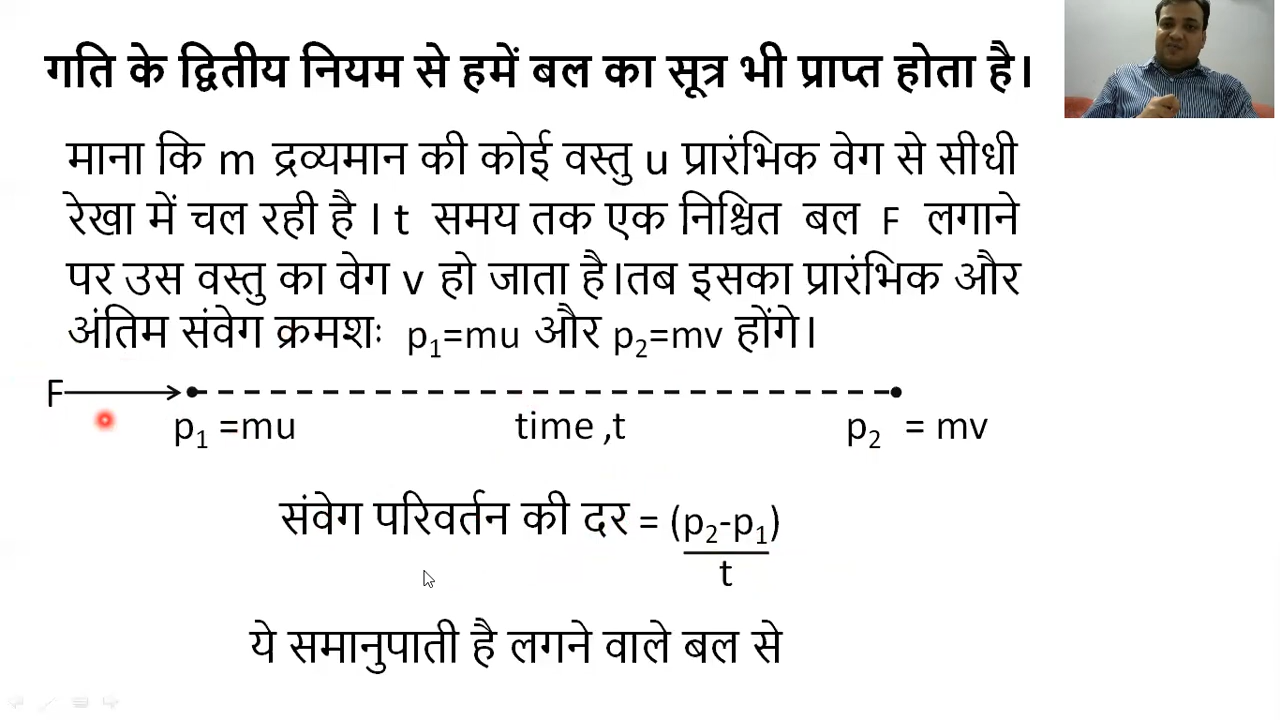 गति के द्वितीय नियम से हमें बल का सूत्र भी प्राप्त होता है।
माना कि m द्रव्यमान की कोई वस्तु u प्रारंभिक वेग से सीधी
रेखा में चल रही है । t समय तक एक निश्चित बल F लगाने
पर उस वस्तु का वेग v हो जाता है।तब इसका प्रारंभिक और
अंतिम संवेग क्रमशः p₁=mu और p₂=mv होंगे।
F
p₁ =mu time ,t p₂ = mv
संवेग परिवर्तन की दर = (p₂-p₁)
t
ये समानुपाती है लगने वाले बल से